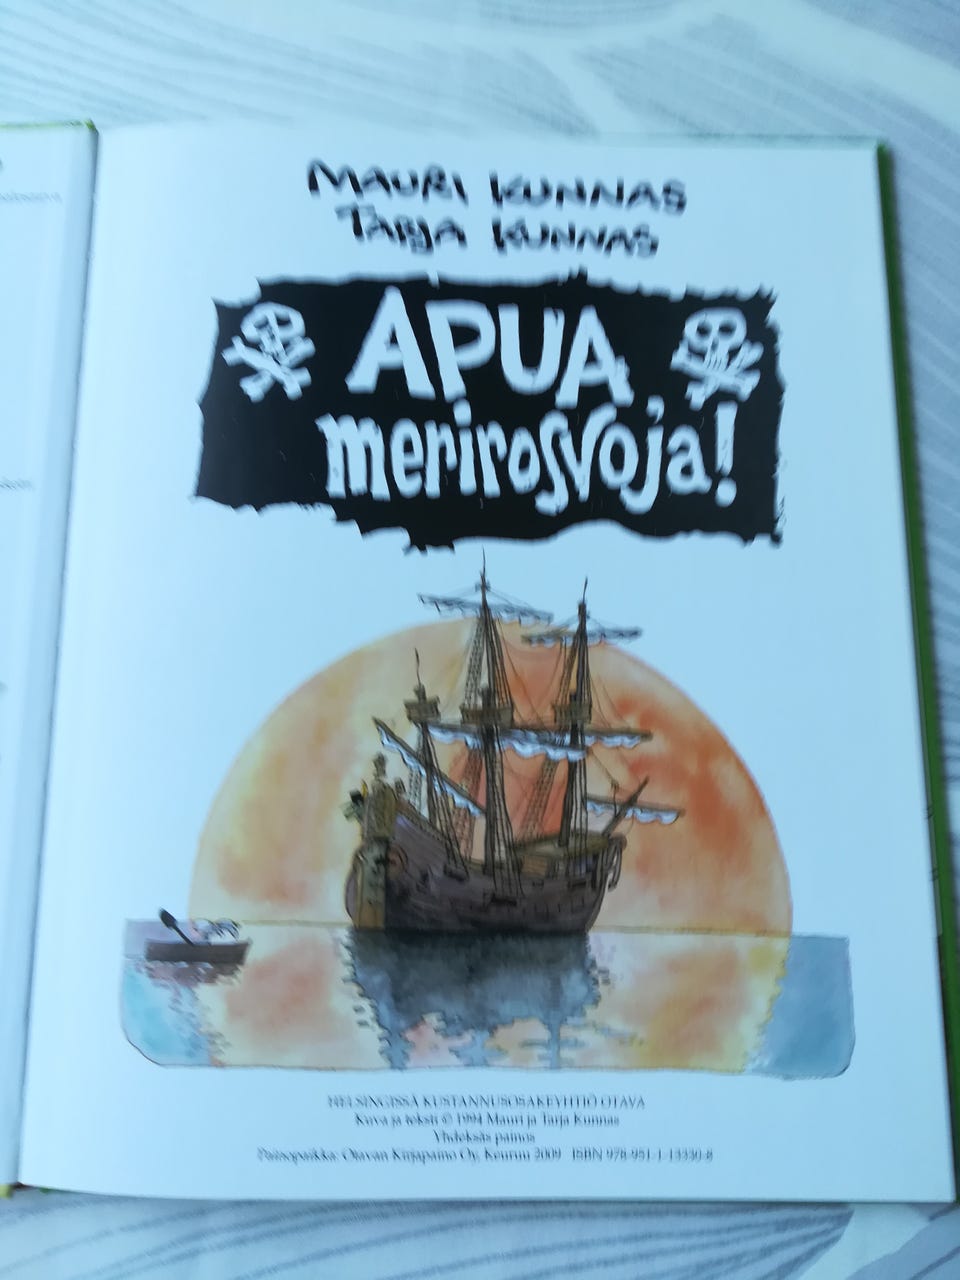 MAURI KUNNAS
TARJA KUNNAS
APUA,
merirosvoja!
HELSINGISSÄ KUSTANNUSOSAKEYHTIÖ OTAVA
Kuva ja teksti © 1994 Mauri ja Tarja Kunnas
Yhdeksäs painos
Painopaikka: Otavan Kirjapaino Oy, Keuruu 2009 ISBN 978-951-1-13330-8